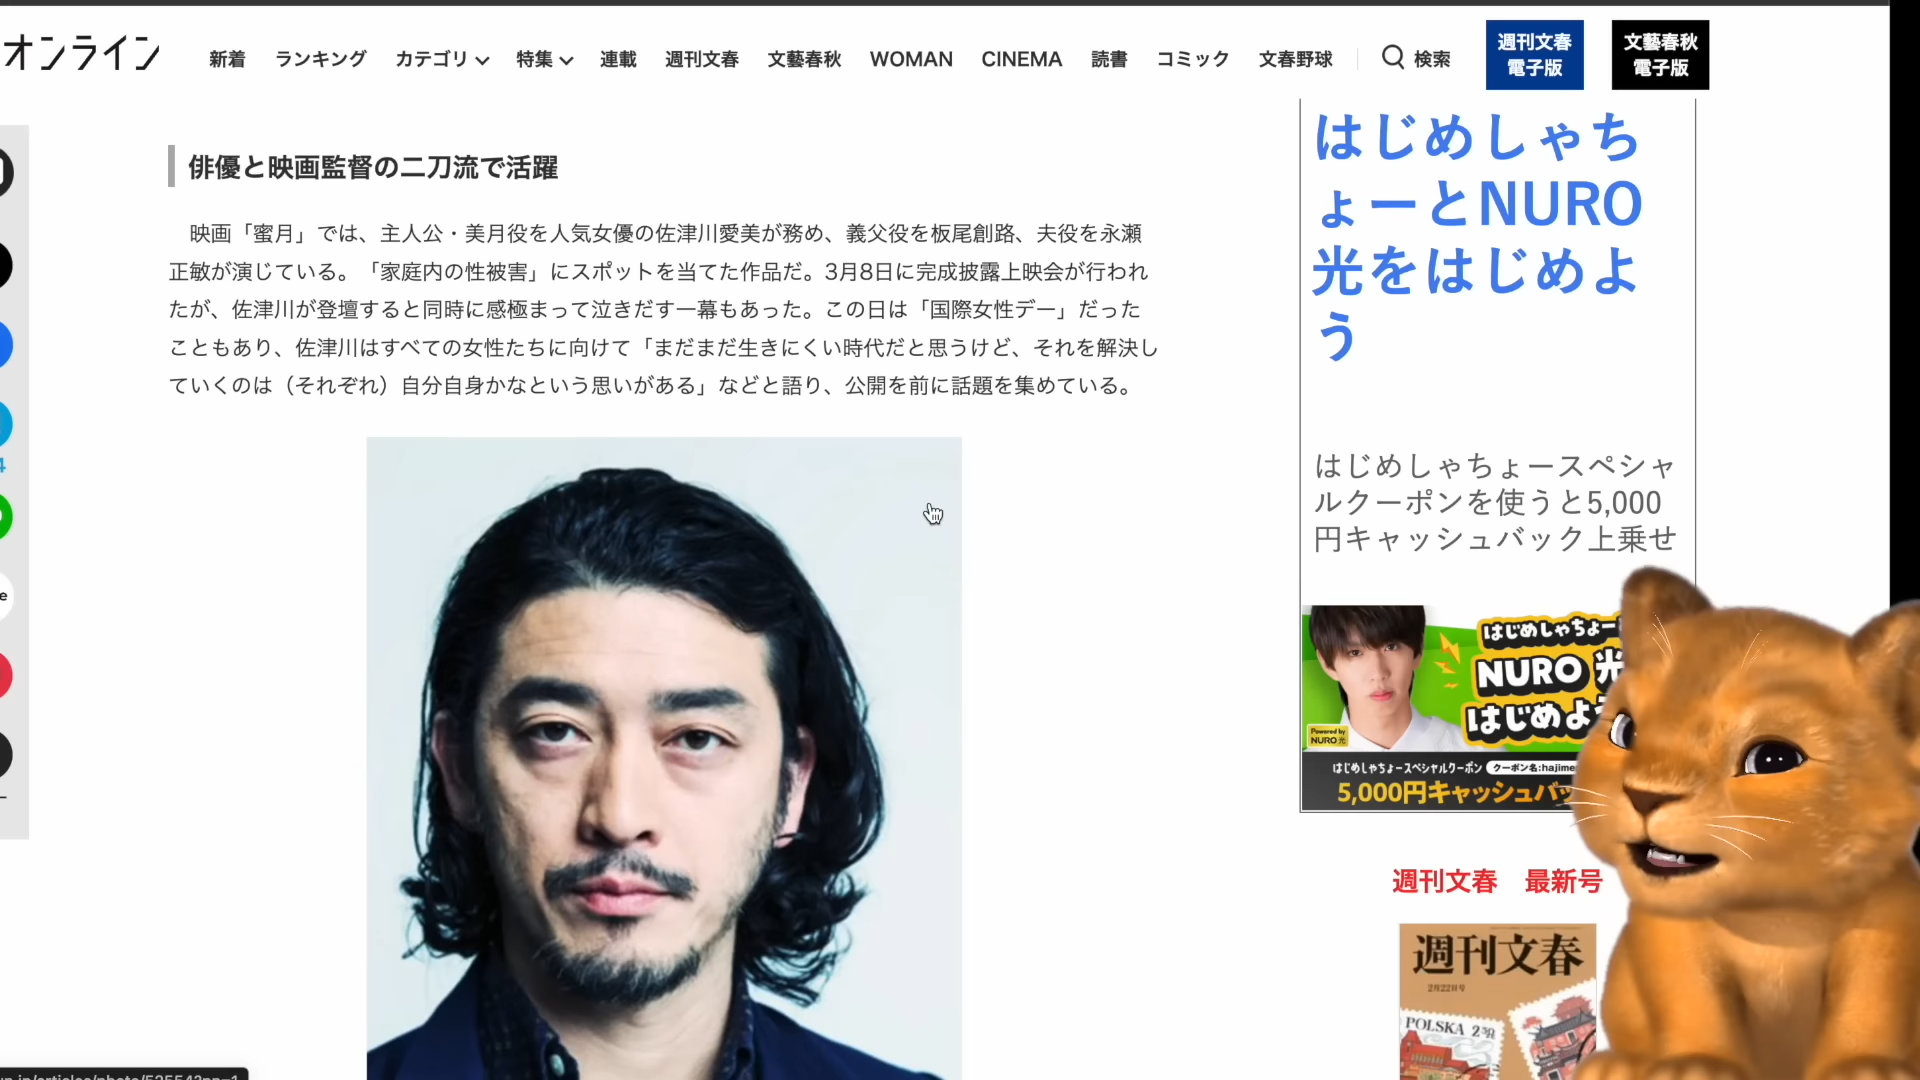 オンライン
新着 ランキング カテゴリ 特集 連載 週刊文春 文藝春秋 WOMAN CINEMA 読書 コミック 文春野球 検索
週刊文春
電子版
文藝春秋
電子版
俳優と映画監督の二刀流で活躍
映画「蜜月」では、主人公・美月役を人気女優の佐津川愛美が務め、義父役を板尾創路、夫役を永瀬
正敏が演じている。「家庭内の性被害」にスポットを当てた作品だ。3月8日に完成披露上映会が行われ
たが、佐津川が登壇すると同時に感極まって泣きだす一幕もあった。この日は「国際女性デー」だった
こともあり、佐津川はすべての女性たちに向けて「まだまだ生きにくい時代だと思うけど、それを解決し
ていくのは（それぞれ）自分自身かなという思いがある」などと語り、公開を前に話題を集めている。
はじめしゃち
ょーとNURO
光をはじめよ
う
はじめしゃちょースペシャ
ルクーポンを使うと5,000
円キャッシュバック上乗せ
はじめしゃちょー
NURO 光
はじめよう
Powered by
NURO光
はじめしゃちょースペシャルクーポン クーポン名:hajime
5,000円キャッシュバッ
週刊文春 最新号
週刊文春
2月22日号
POLSKA 2